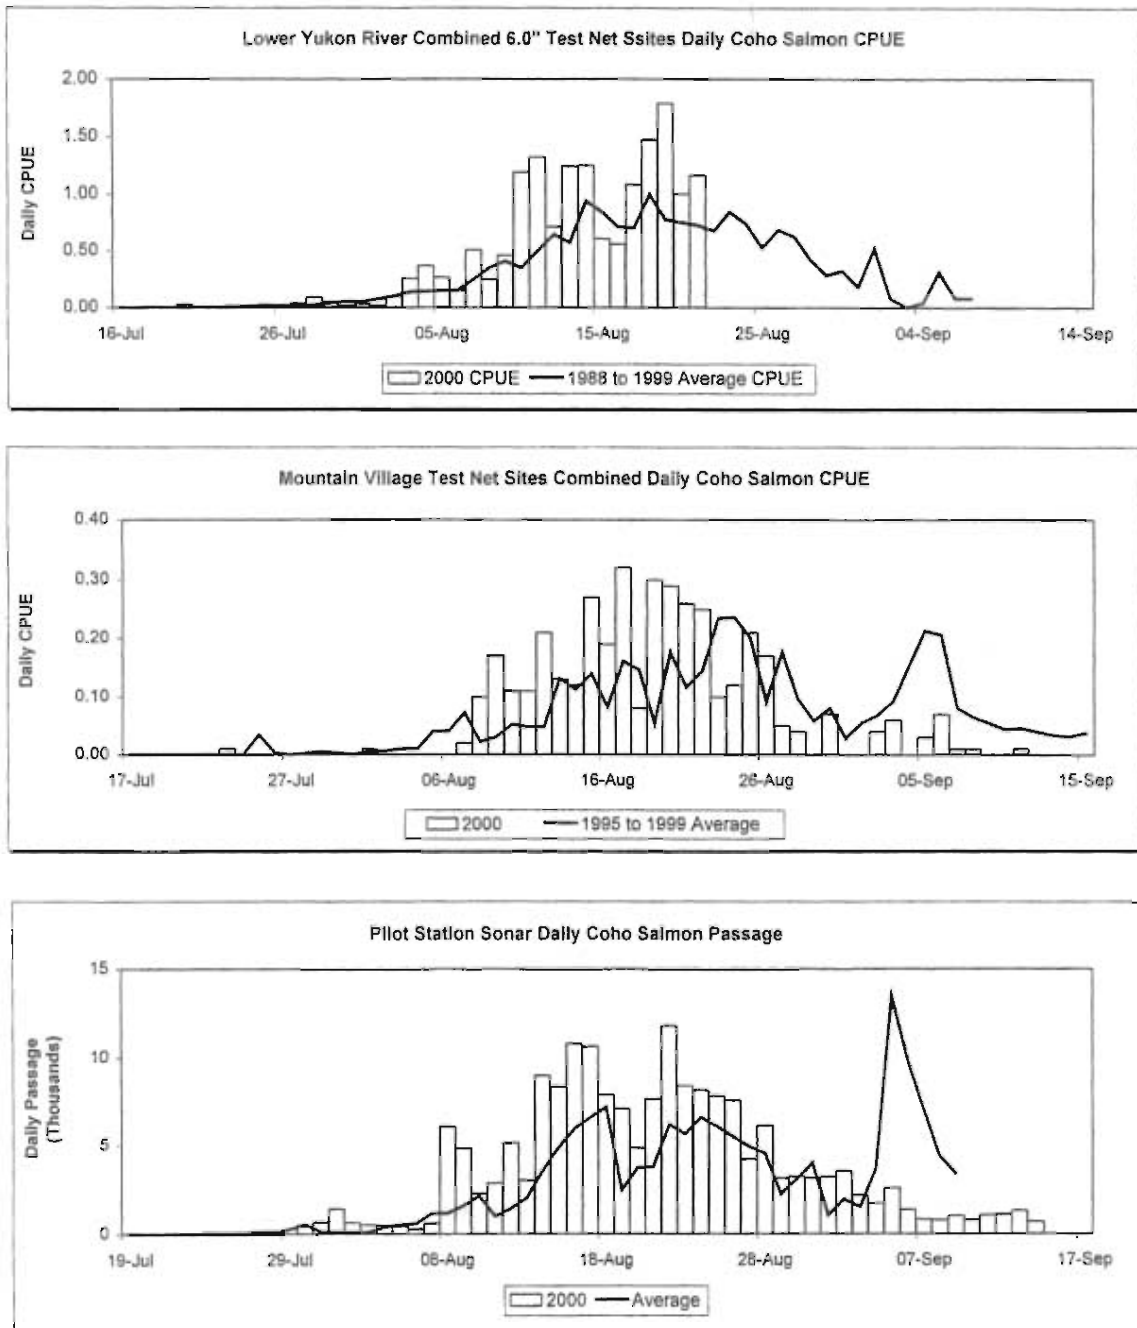 Lower Yukon River Combined 6.0" Test Net Ssites Daily Coho Salmon CPUE
Daily CPUE
2.00
1.50
1.00
0.50
0.00
16-Jul 26-Jul 05-Aug 15-Aug 25-Aug 04-Sep 14-Sep
2000 CPUE 1988 to 1999 Average CPUE
Mountain Village Test Net Sites Combined Daily Coho Salmon CPUE
Daily CPUE
0.40
0.30
0.20
0.10
0.00
17-Jul 27-Jul 06-Aug 16-Aug 26-Aug 05-Sep 15-Sep
2000 1995 to 1999 Average
Pilot Station Sonar Daily Coho Salmon Passage
Daily Passage
(Thousands)
15
10
5
0
19-Jul 29-Jul 08-Aug 18-Aug 28-Aug 07-Sep 17-Sep
2000 Average